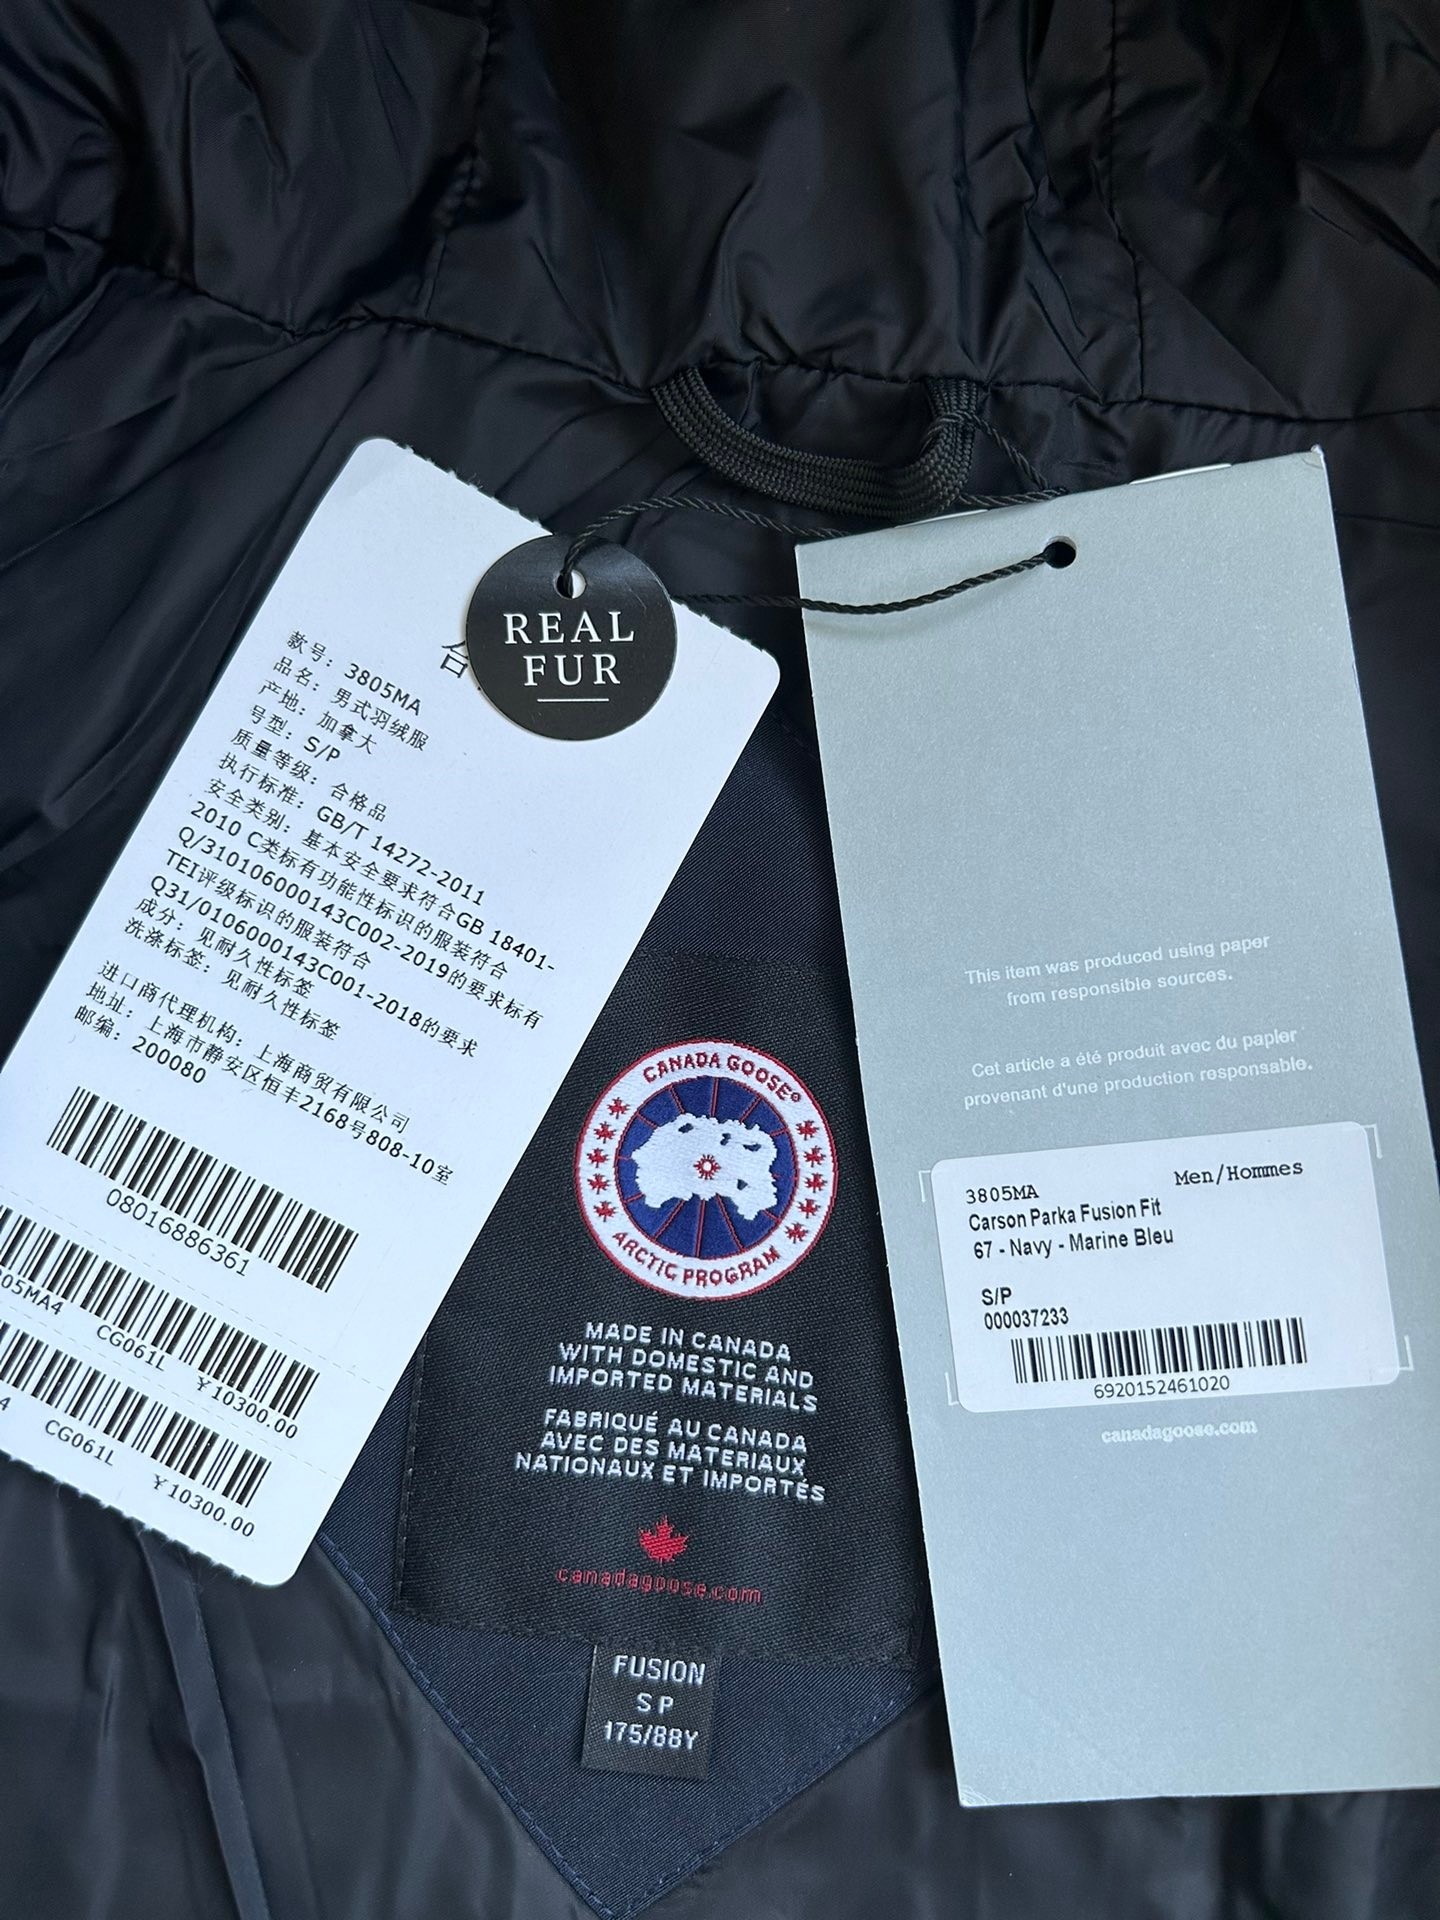 合
REAL
FUR
款号: 3805MA
品名: 男式羽绒服
产地: 加拿大
号型: S/P
质量等级: 合格品
执行标准: GB/T 14272-2011
安全类别: 基本安全要求符合GB 18401-
2010 C类标有功能性标识的服装符合
Q/3101060000143C002-2019的要求标有
TEI评级标识的服装符合
Q31/0106000143C001-2018的要求
成分: 见耐久性标签
洗涤标签: 见耐久性标签
进口商代理机构: 上海商贸有限公司
地址: 上海市静安区恒丰2168号808-10室
邮编: 200080
08016886361
05MA4
CG061L
¥10300.00
4
CG061L
¥10300.00
CANADA GOOSE®
ARCTIC PROGRAM
MADE IN CANADA
WITH DOMESTIC AND
IMPORTED MATERIALS
FABRIQUÉ AU CANADA
AVEC DES MATERIAUX
NATIONAUX ET IMPORTÉS
canadagoose.com
FUSION
S P
175/88Y
This item was produced using paper
from responsible sources.
Cet article a été produit avec du papier
provenant d'une production responsable.
3805MA Men/Hommes
Carson Parka Fusion Fit
67 - Navy - Marine Bleu
S/P
000037233
6920152461020
canadagoose.com